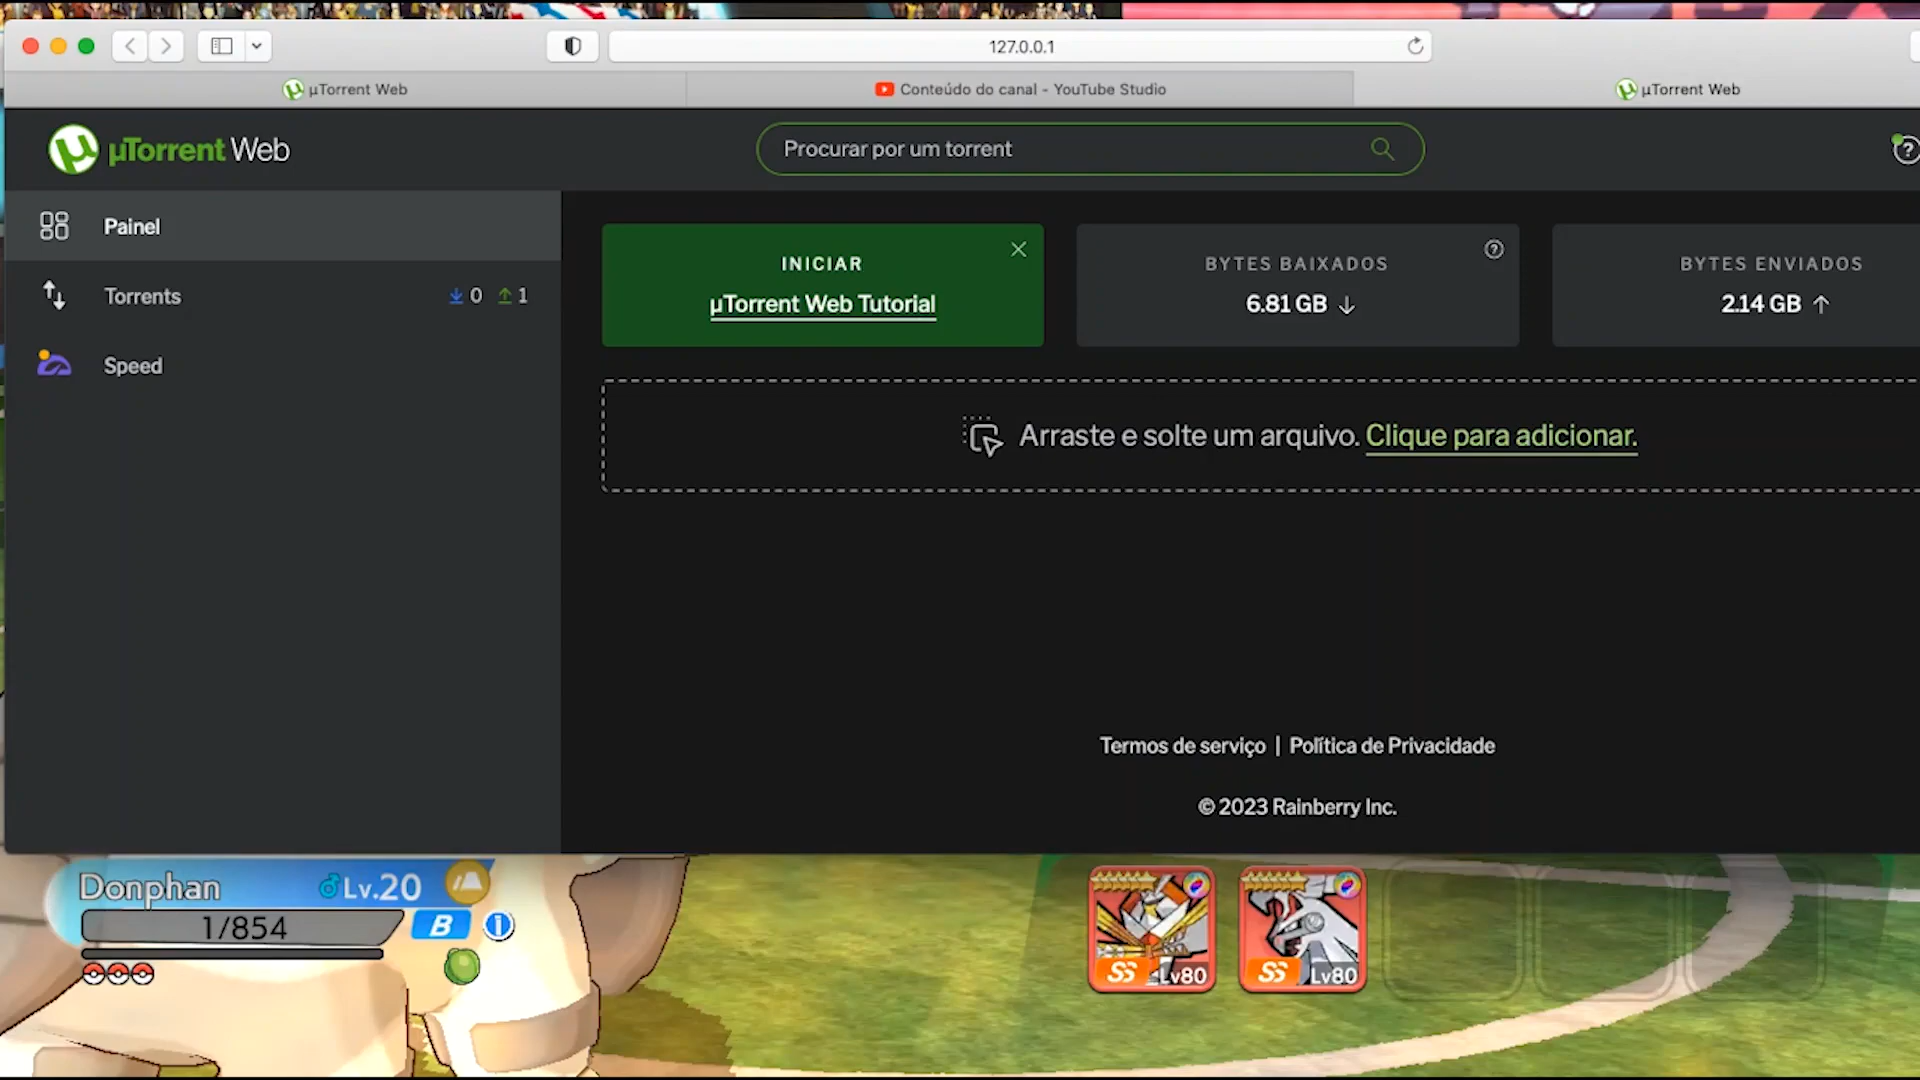 127.0.0.1
µTorrent Web
Conteúdo do canal - YouTube Studio
µTorrent Web
µTorrent Web
Procurar por um torrent
Painel
Torrents
0
1
Speed
INICIAR
µTorrent Web Tutorial
BYTES BAIXADOS
6.81 GB
BYTES ENVIADOS
2.14 GB
Arraste e solte um arquivo. Clique para adicionar.
Termos de serviço | Política de Privacidade
© 2023 Rainberry Inc.
Donphan
♂Lv.20
1/854
B
SS
Lv80
SS
Lv80